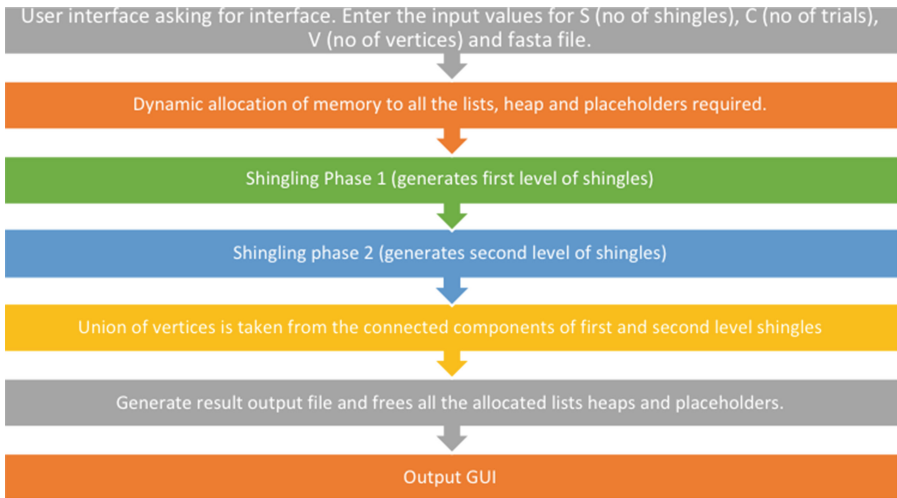 User interface asking for interface. Enter the input values for S (no of shingles), C (no of trials),
V (no of vertices) and fasta file.
Dynamic allocation of memory to all the lists, heap and placeholders required.
Shingling Phase 1 (generates first level of shingles)
Shingling phase 2 (generates second level of shingles)
Union of vertices is taken from the connected components of first and second level shingles
Generate result output file and frees all the allocated lists heaps and placeholders.
Output GUI